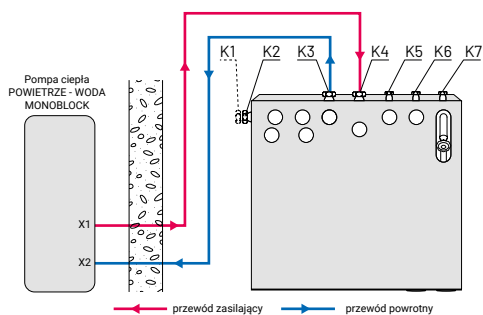 K1 K2 K3 K4 K5 K6 K7
Pompa ciepła
POWIETRZE - WODA
MONOBLOCK
X1
X2
przewód zasilający przewód powrotny